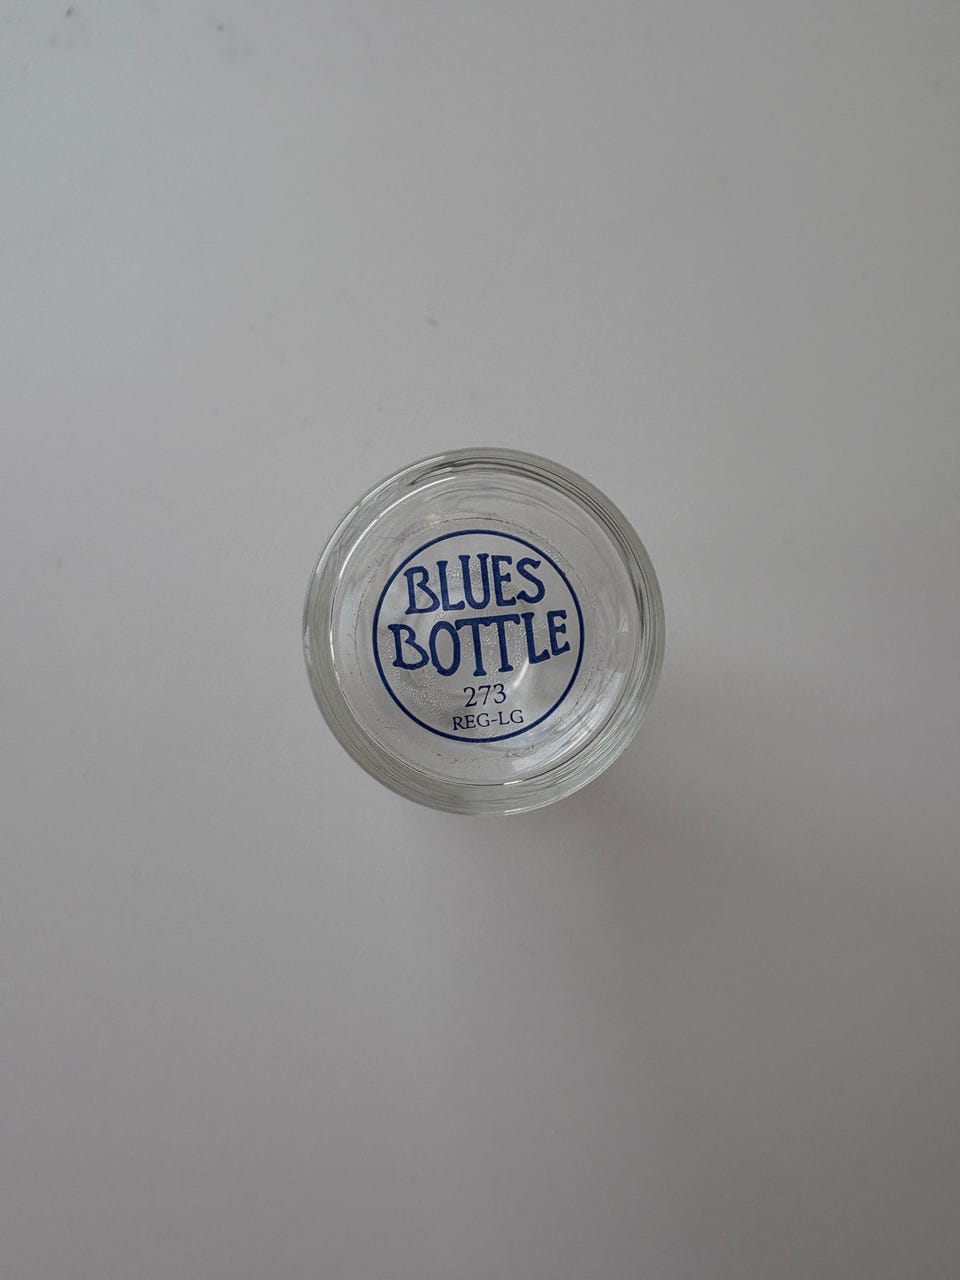 BLUES
BOTTLE
273
REG-LG